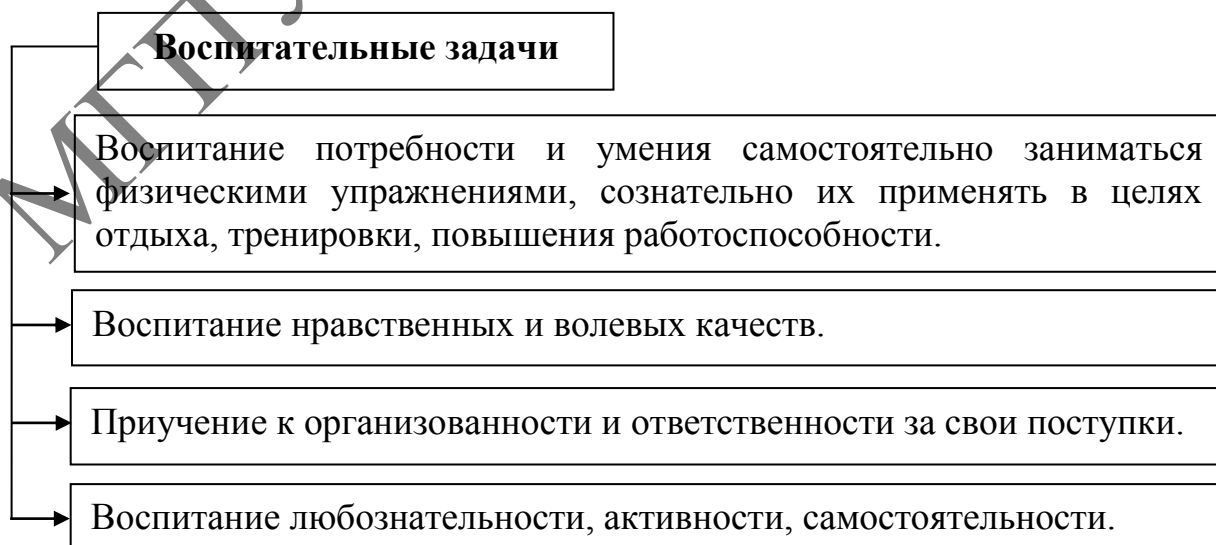 Воспитательные задачи
Воспитание потребности и умения самостоятельно заниматься
физическими упражнениями, сознательно их применять в целях
отдыха, тренировки, повышения работоспособности.
Воспитание нравственных и волевых качеств.
Приучение к организованности и ответственности за свои поступки.
Воспитание любознательности, активности, самостоятельности.